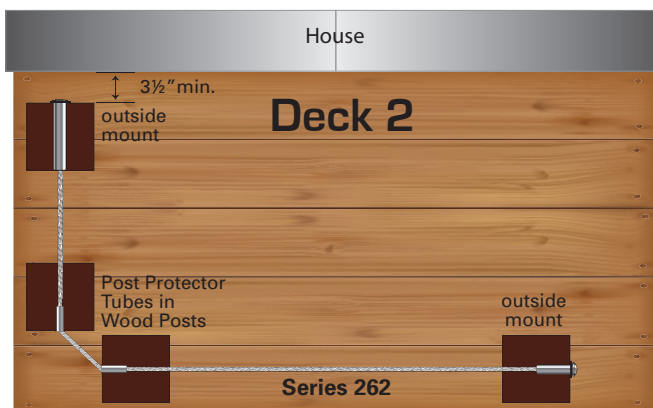 House
3½” min.
outside
mount
Deck 2
Post Protector
Tubes in
Wood Posts
outside
mount
Series 262